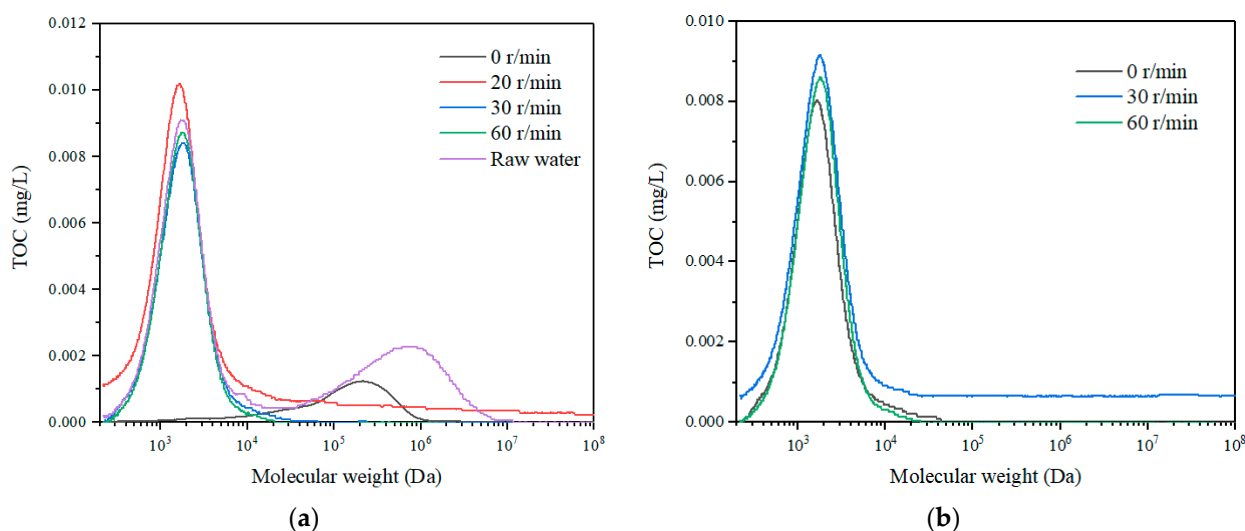 0.012
0.010
0.008
0.006
0.004
0.002
0.000
TOC (mg/L)
0 r/min
20 r/min
30 r/min
60 r/min
Raw water
10³ 10⁴ 10⁵ 10⁶ 10⁷ 10⁸
Molecular weight (Da)
(a)
0.010
0.008
0.006
0.004
0.002
0.000
TOC (mg/L)
0 r/min
30 r/min
60 r/min
10³ 10⁴ 10⁵ 10⁶ 10⁷ 10⁸
Molecular weight (Da)
(b)